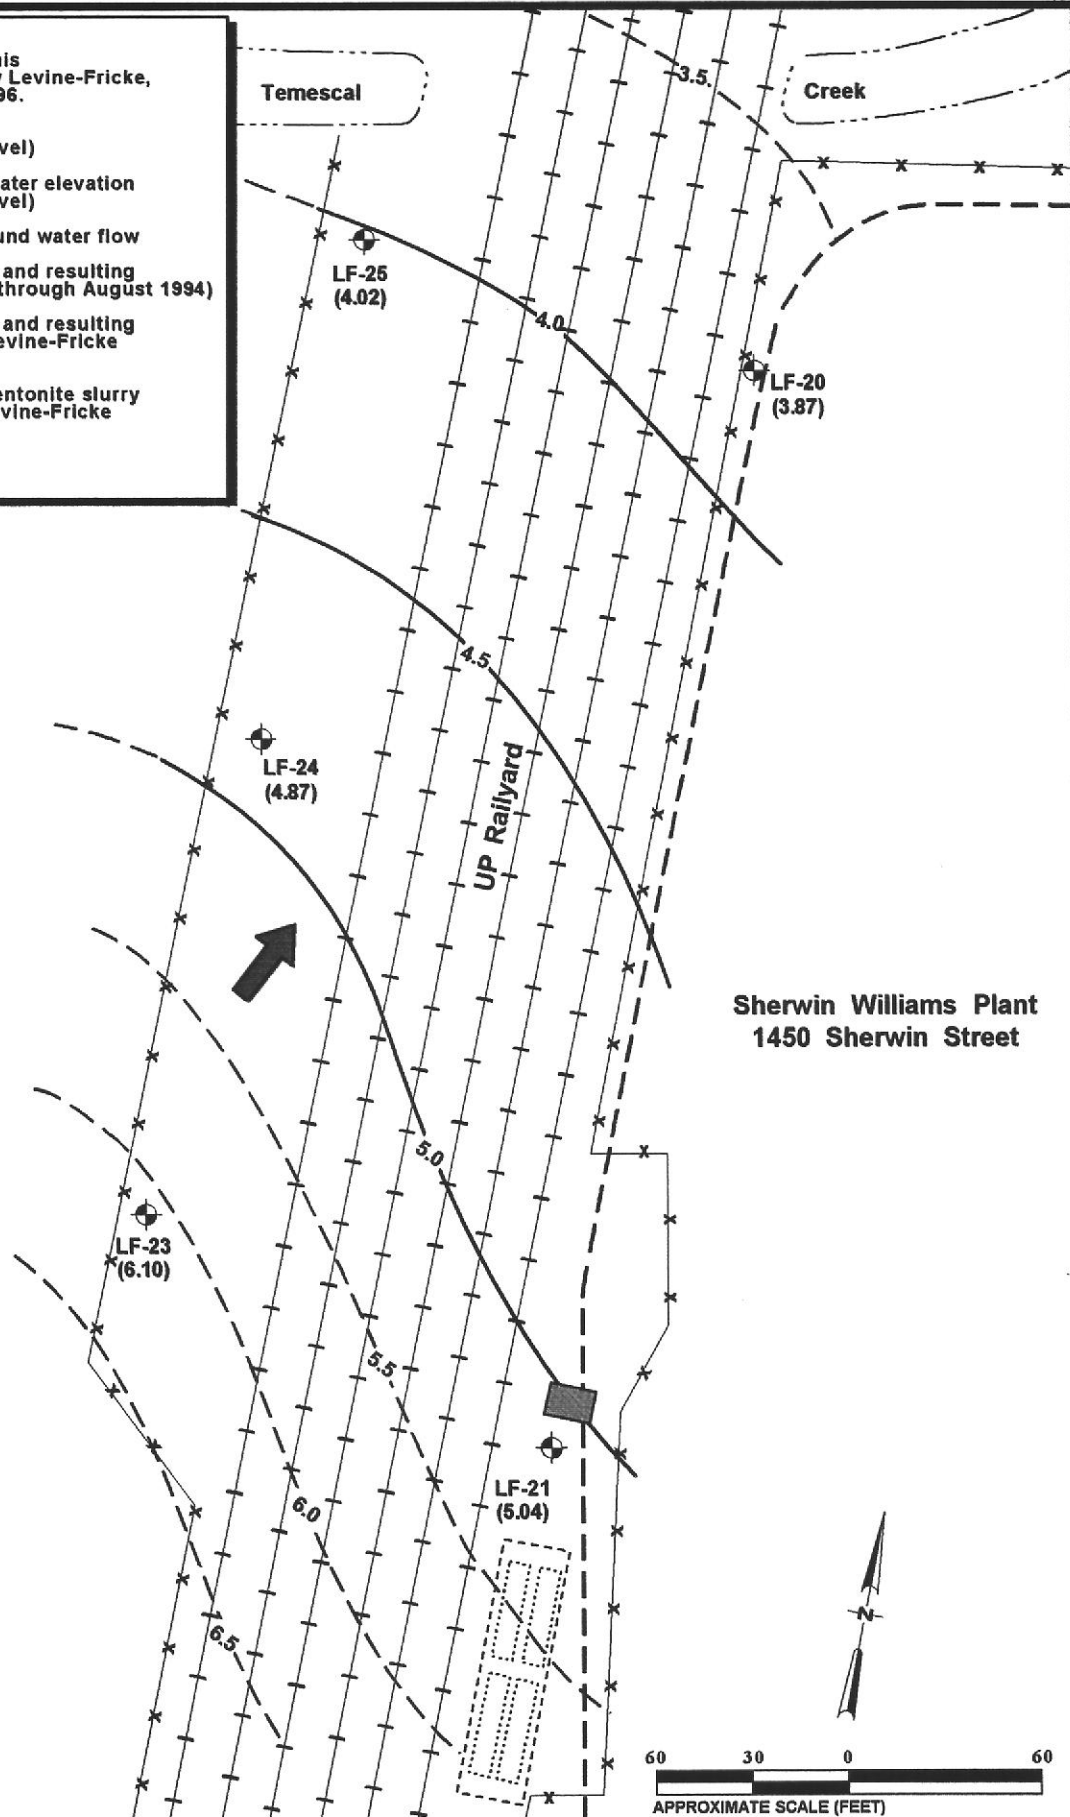 his
y Levine-Fricke,
96.
vel)
ater elevation
vel)
und water flow
and resulting
through August 1994)
and resulting
evine-Fricke
entonite slurry
vine-Fricke
Temescal
Creek
3.5
LF-25
(4.02)
4.0
LF-20
(3.87)
4.5
LF-24
(4.87)
UP Railyard
Sherwin Williams Plant
1450 Sherwin Street
5.0
LF-23
(6.10)
5.5
LF-21
(5.04)
6.0
6.5
N
60 30 0 60
APPROXIMATE SCALE (FEET)